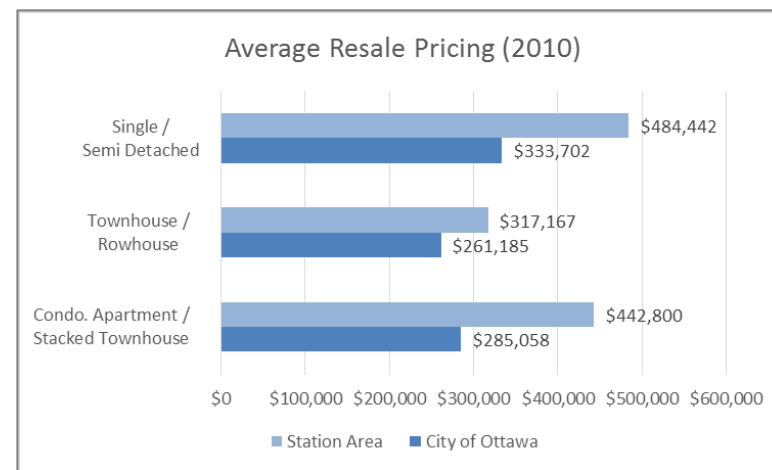 Average Resale Pricing (2010)
Single /
Semi Detached
$484,442
$333,702
Townhouse /
Rowhouse
$317,167
$261,185
Condo. Apartment /
Stacked Townhouse
$442,800
$285,058
$0 $100,000 $200,000 $300,000 $400,000 $500,000 $600,000
Station Area City of Ottawa